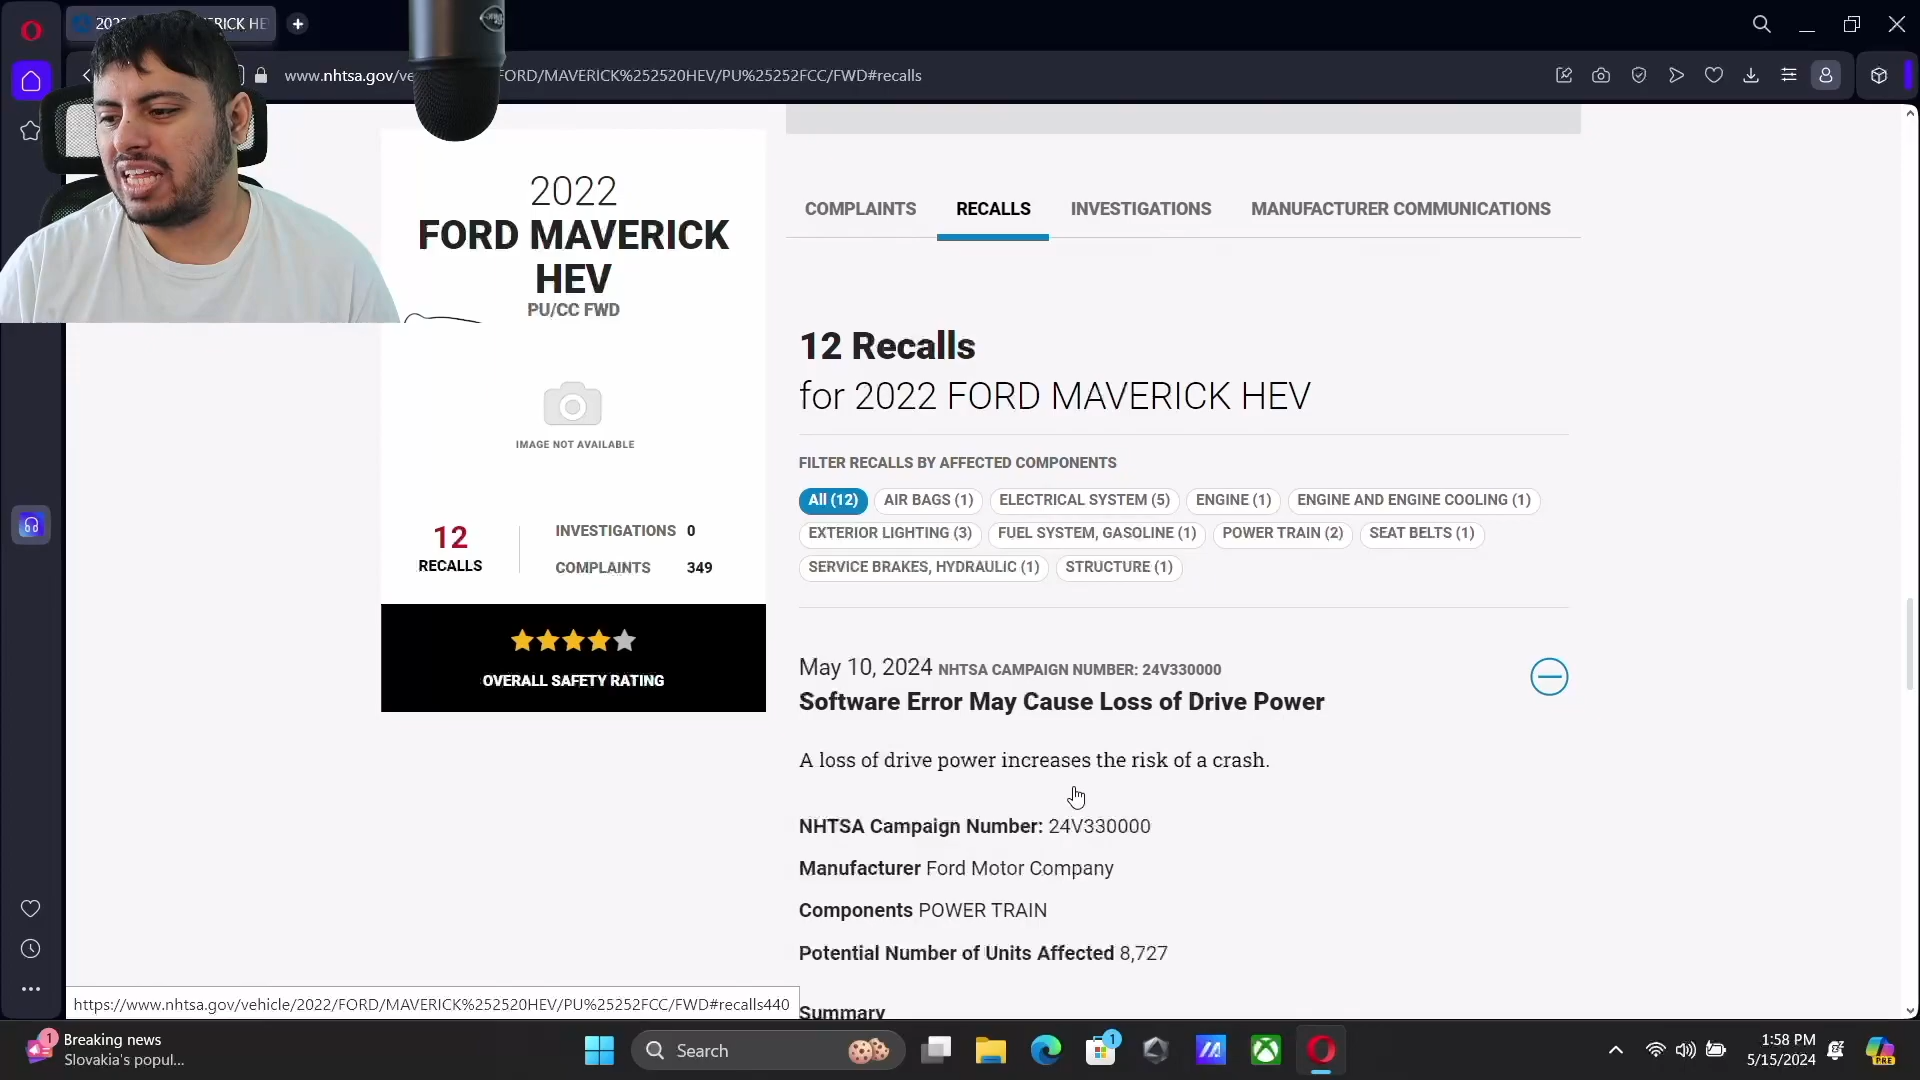 202
RICK HE
www.nhtsa.gov/ve
FORD/MAVERICK%252520HEV/PU%25252FCC/FWD#recalls
2022
FORD MAVERICK
HEV
PU/CC FWD
IMAGE NOT AVAILABLE
12
RECALLS
INVESTIGATIONS 0
COMPLAINTS 349
OVERALL SAFETY RATING
COMPLAINTS RECALLS INVESTIGATIONS MANUFACTURER COMMUNICATIONS
12 Recalls
for 2022 FORD MAVERICK HEV
FILTER RECALLS BY AFFECTED COMPONENTS
All (12) AIR BAGS (1) ELECTRICAL SYSTEM (5) ENGINE (1) ENGINE AND ENGINE COOLING (1)
EXTERIOR LIGHTING (3) FUEL SYSTEM, GASOLINE (1) POWER TRAIN (2) SEAT BELTS (1)
SERVICE BRAKES, HYDRAULIC (1) STRUCTURE (1)
May 10, 2024 NHTSA CAMPAIGN NUMBER: 24V330000
Software Error May Cause Loss of Drive Power
A loss of drive power increases the risk of a crash.
NHTSA Campaign Number: 24V330000
Manufacturer Ford Motor Company
Components POWER TRAIN
Potential Number of Units Affected 8,727
Summary
https://www.nhtsa.gov/vehicle/2022/FORD/MAVERICK%252520HEV/PU%25252FCC/FWD#recalls440
1
Breaking news
Slovakia's popul...
Search
1
1:58 PM
5/15/2024
PRE